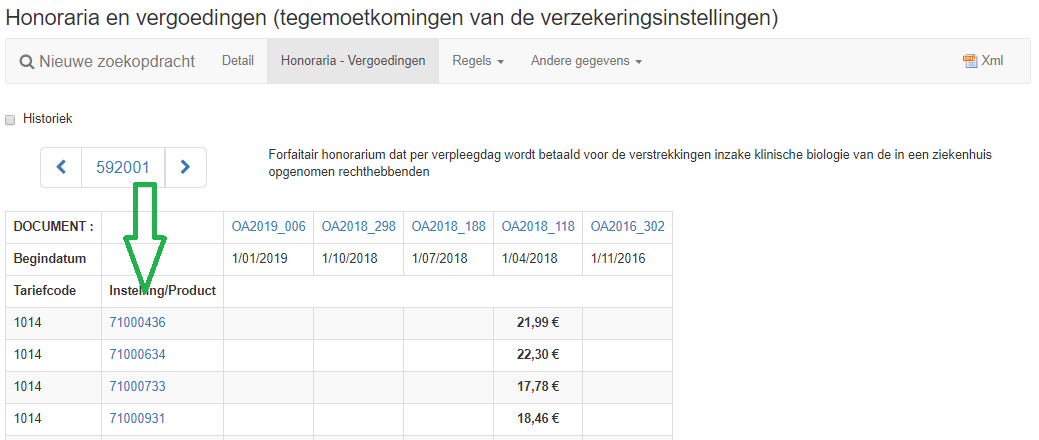 Honoraria en vergoedingen (tegemoetkomingen van de verzekeringsinstellingen)
Nieuwe zoekopdracht Detail Honoraria - Vergoedingen Regels Andere gegevens Xml
Historiek
592001
Forfaitair honorarium dat per verpleegdag wordt betaald voor de verstrekkingen inzake klinische biologie van de in een ziekenhuis
opgenomen rechthebbenden
DOCUMENT : OA2019_006 OA2018_298 OA2018_188 OA2018_118 OA2016_302
Begindatum 1/01/2019 1/10/2018 1/07/2018 1/04/2018 1/11/2016
Tariefcode Instelling/Product
1014 71000436 21,99 €
1014 71000634 22,30 €
1014 71000733 17,78 €
1014 71000931 18,46 €